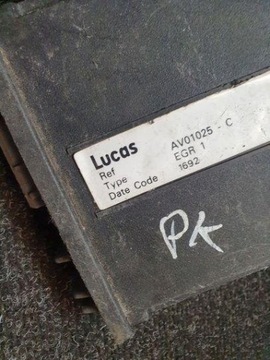 Lucas
Ref AV01025 - C
Type EGR 1
Date Code 1692
PK